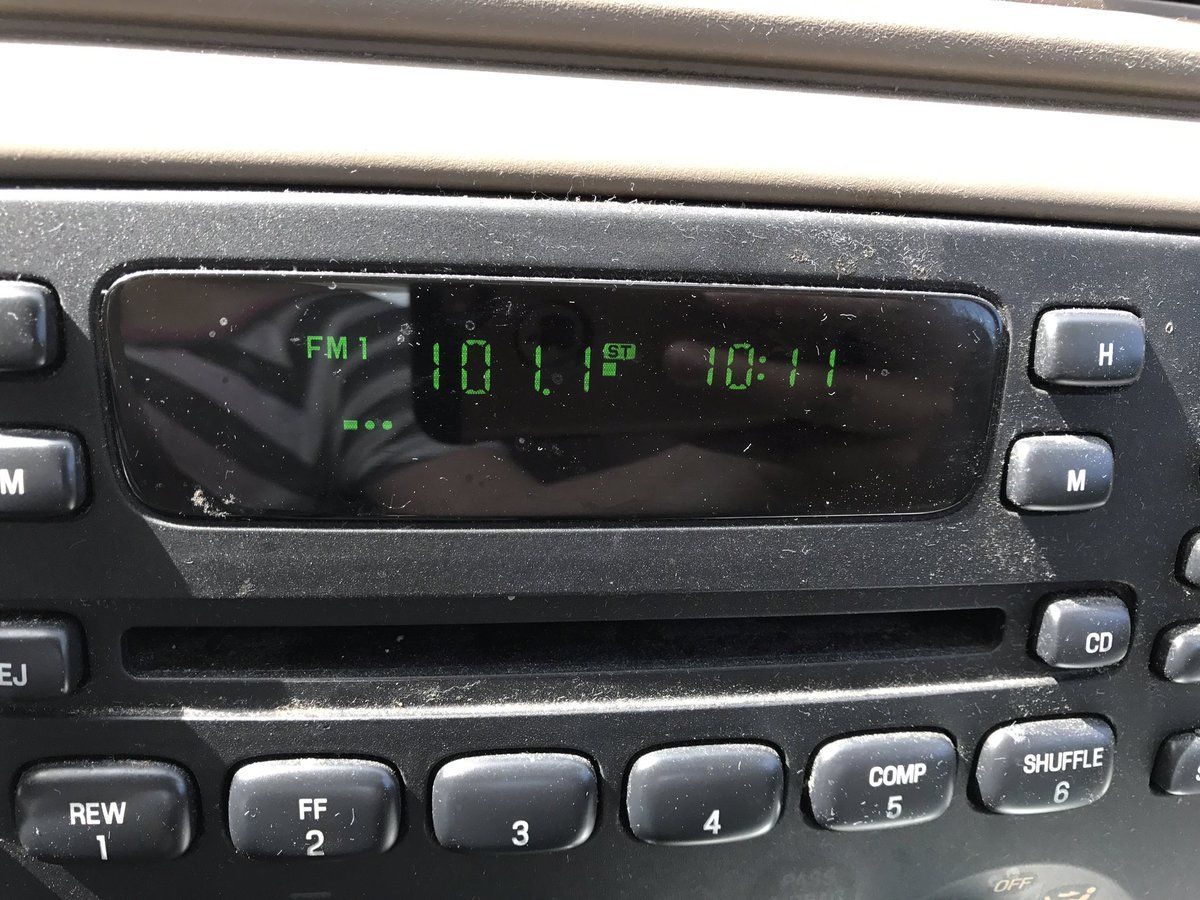 FM1 101.1 ST 10:11
H
M
M
EJ
CD
REW
1
FF
2
3
4
COMP
5
SHUFFLE
6
OFF